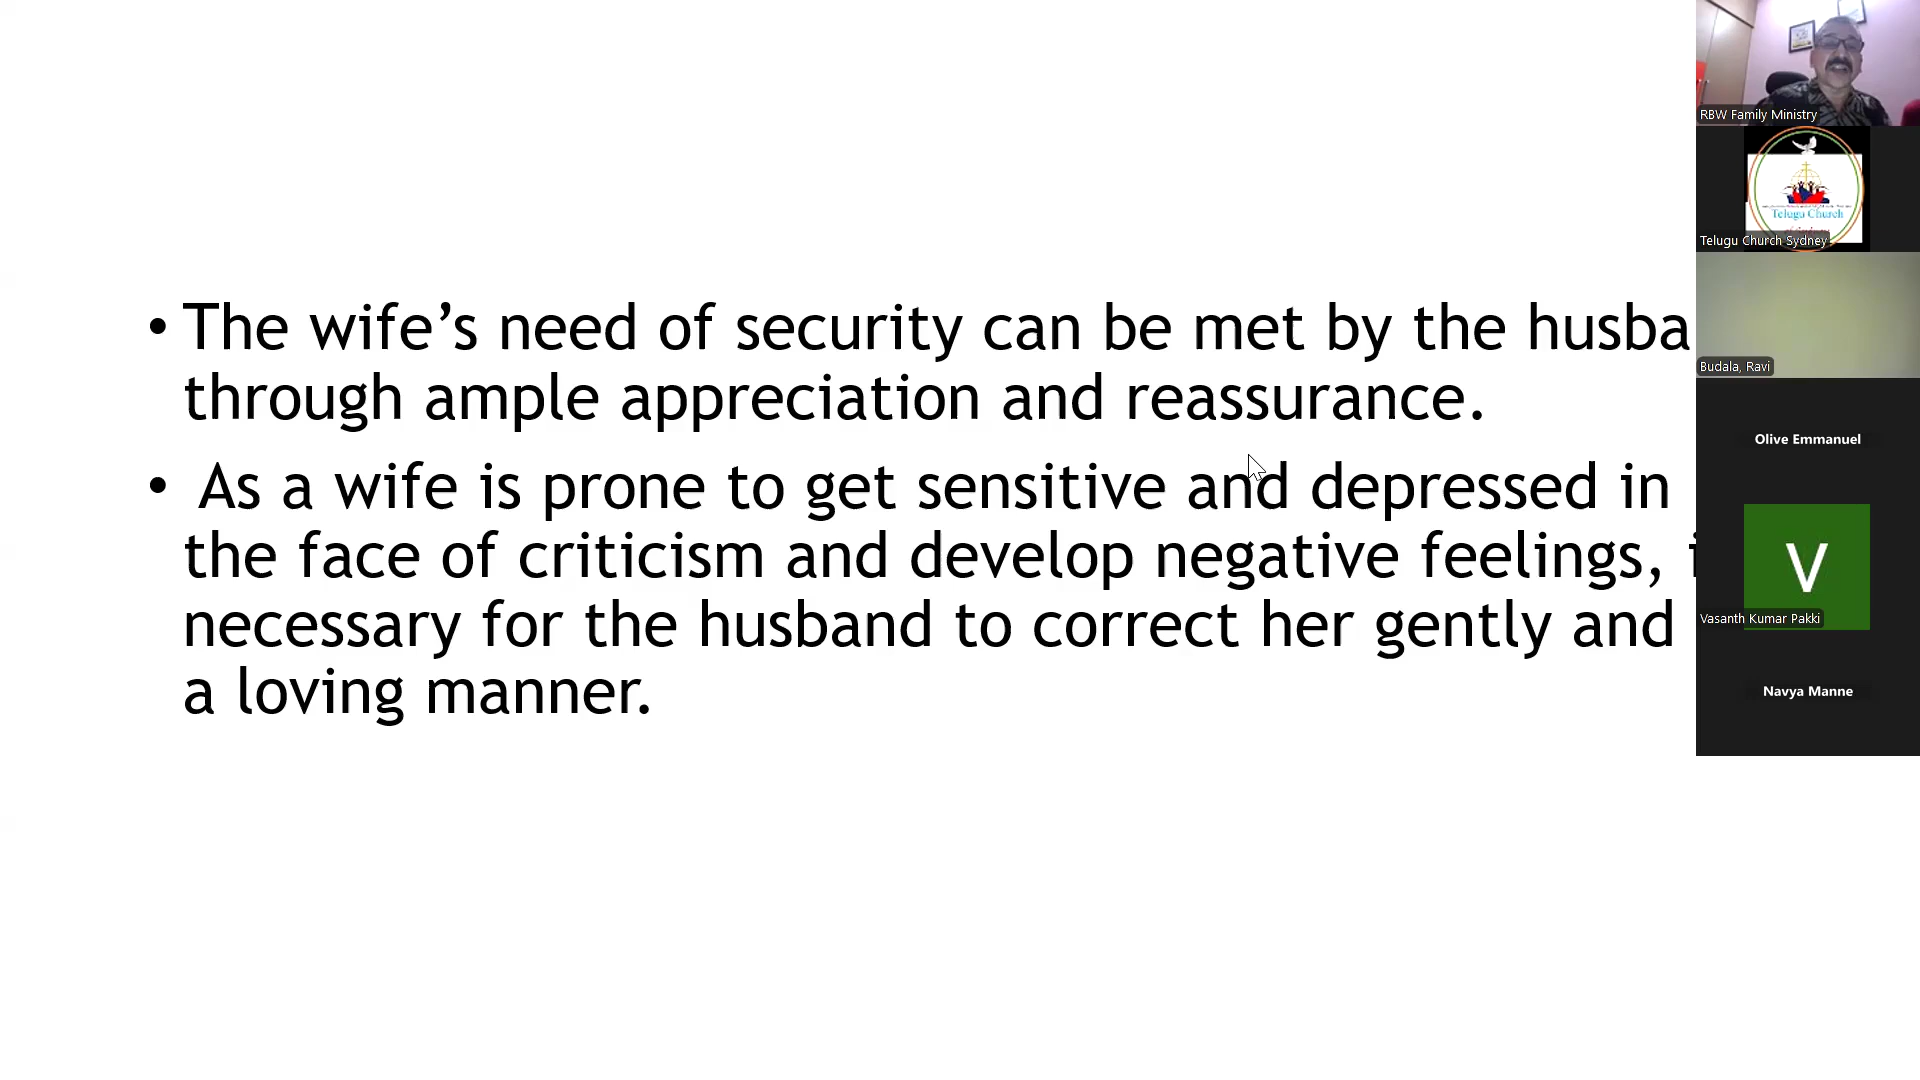 • The wife’s need of security can be met by the husba
through ample appreciation and reassurance.
• As a wife is prone to get sensitive and depressed in
the face of criticism and develop negative feelings, i
necessary for the husband to correct her gently and
a loving manner.
RBW Family Ministry
Telugu Church
Telugu Church Sydney
Budala, Ravi
Olive Emmanuel
V
Vasanth Kumar Pakki
Navya Manne